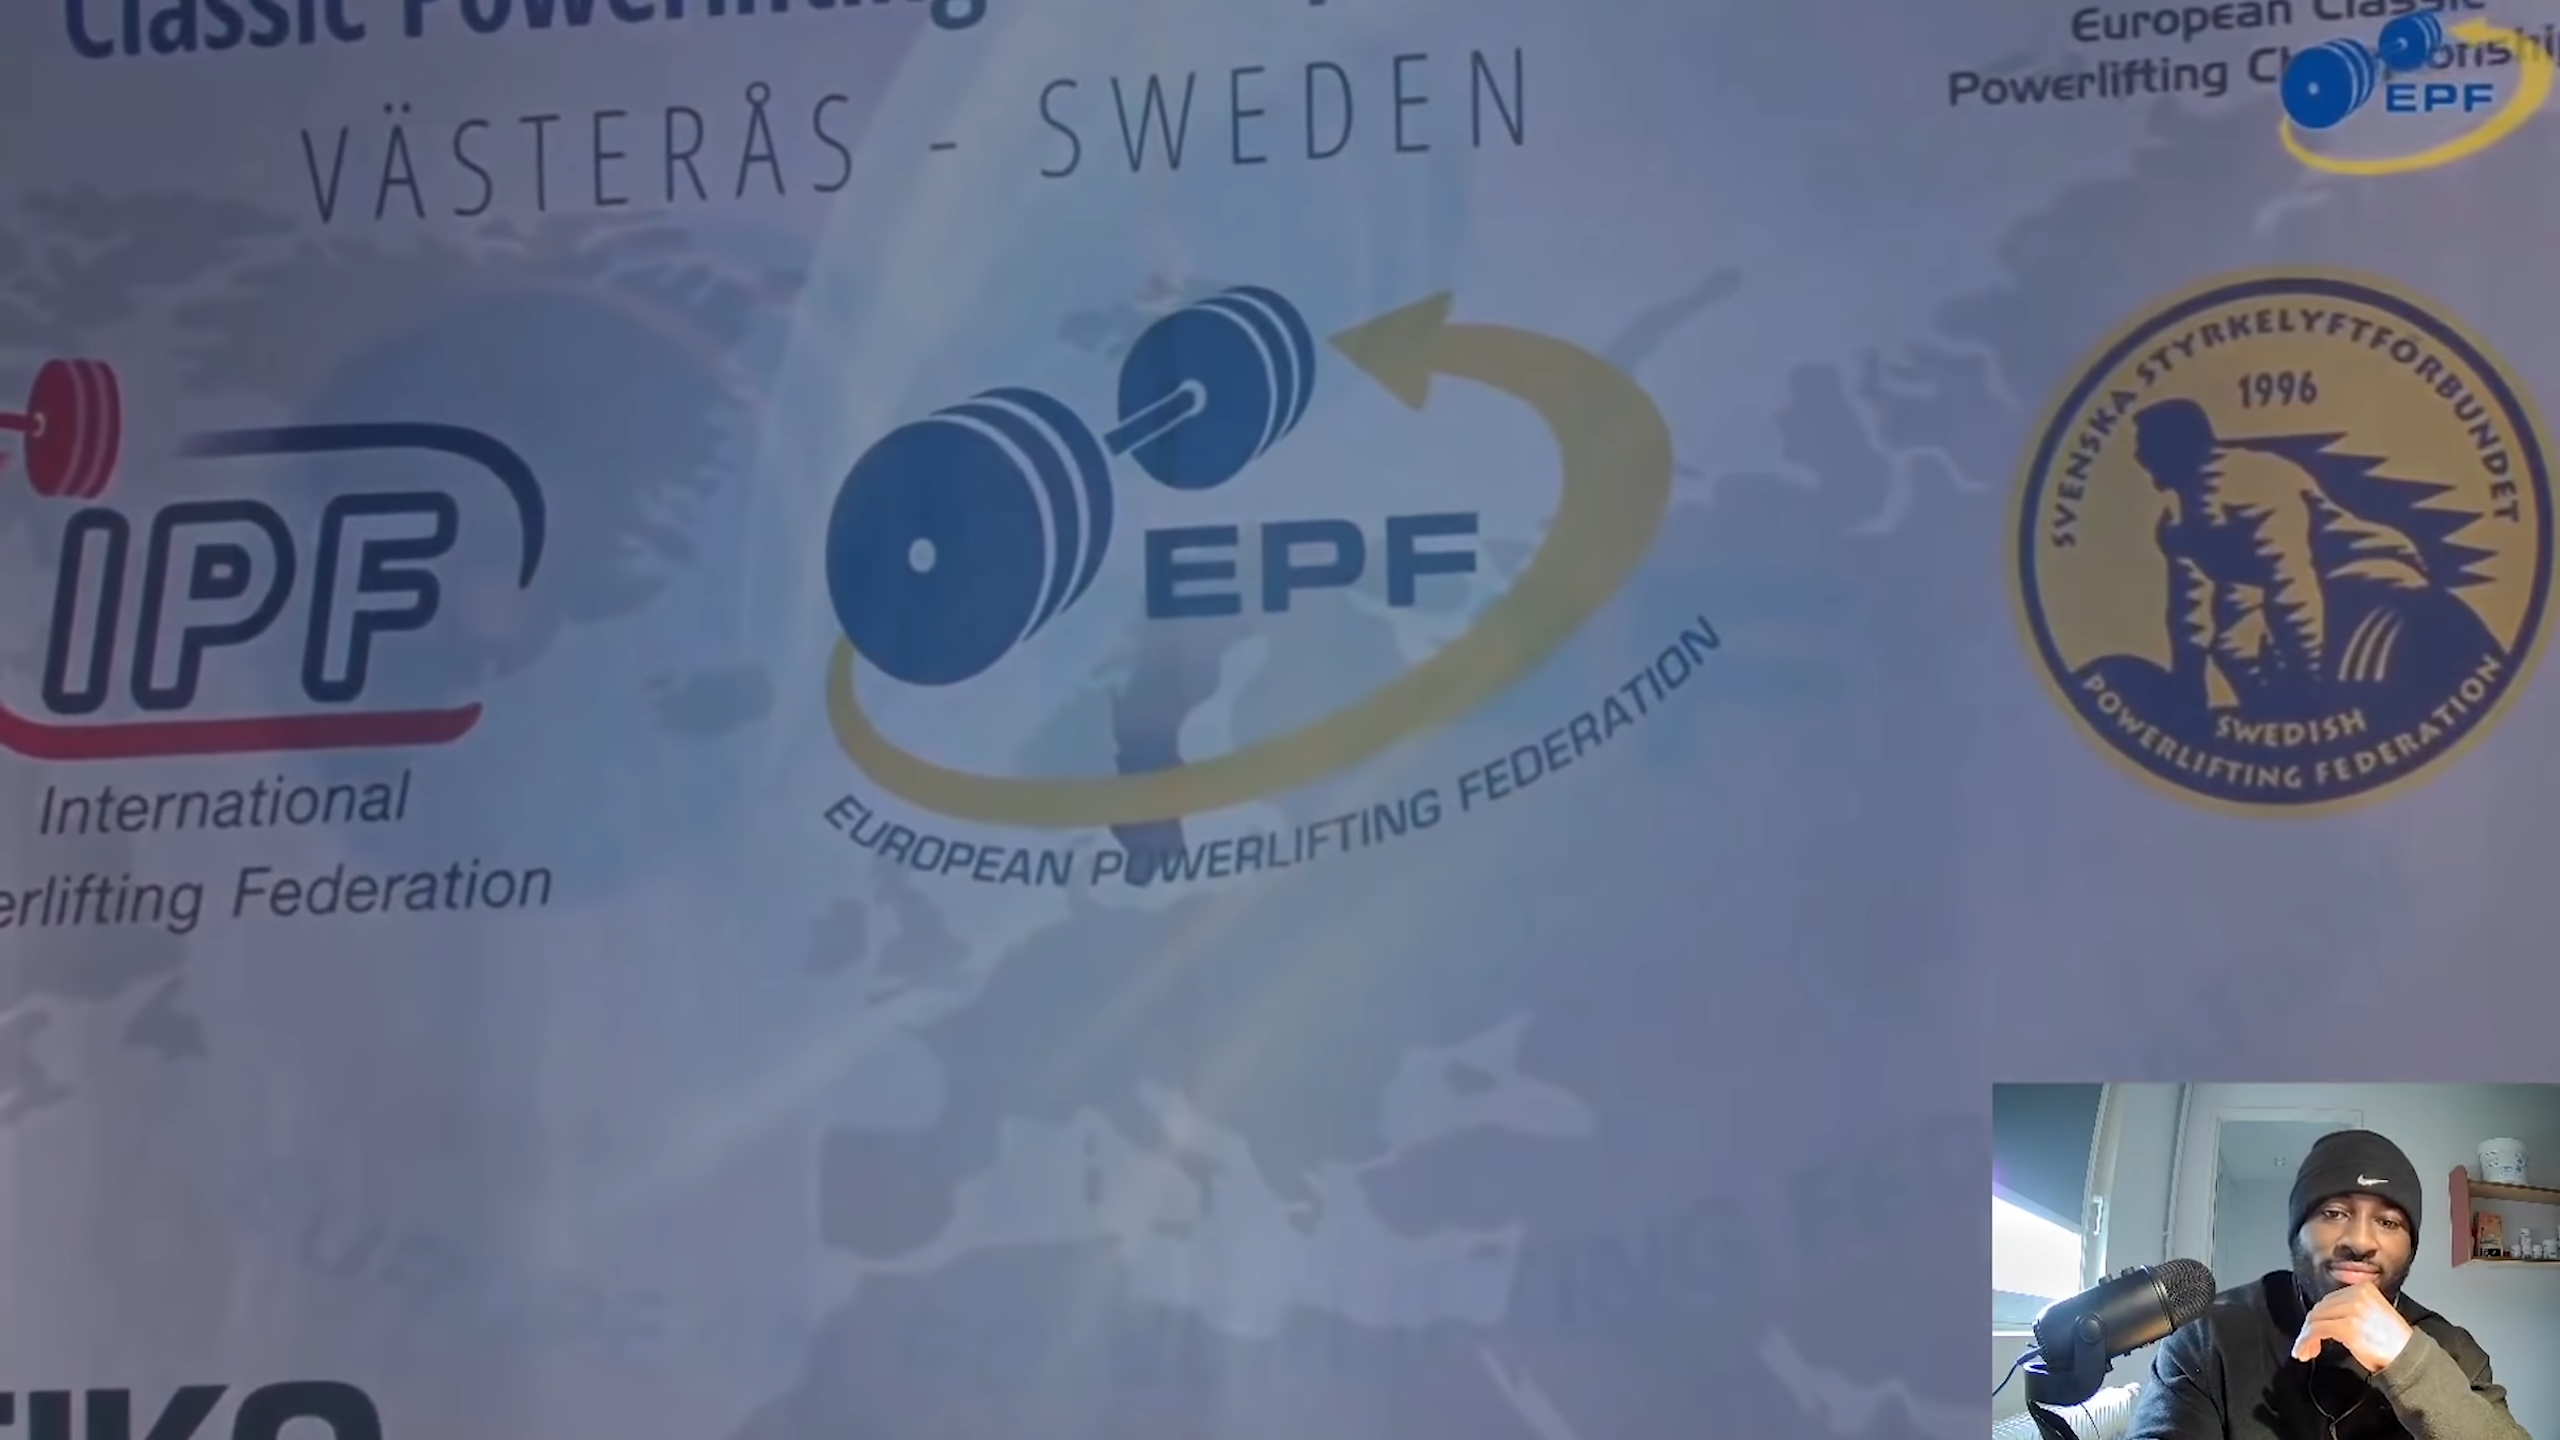 Classic Powerlifting
VÄSTERÅS - SWEDEN
European Classic
Powerlifting
EPF
IPF
International
erlifting Federation
EPF
EUROPEAN POWERLIFTING FEDERATION
SVENSKA STYRKELYFTFÖRBUNDET
1996
SWEDISH
POWERLIFTING FEDERATION